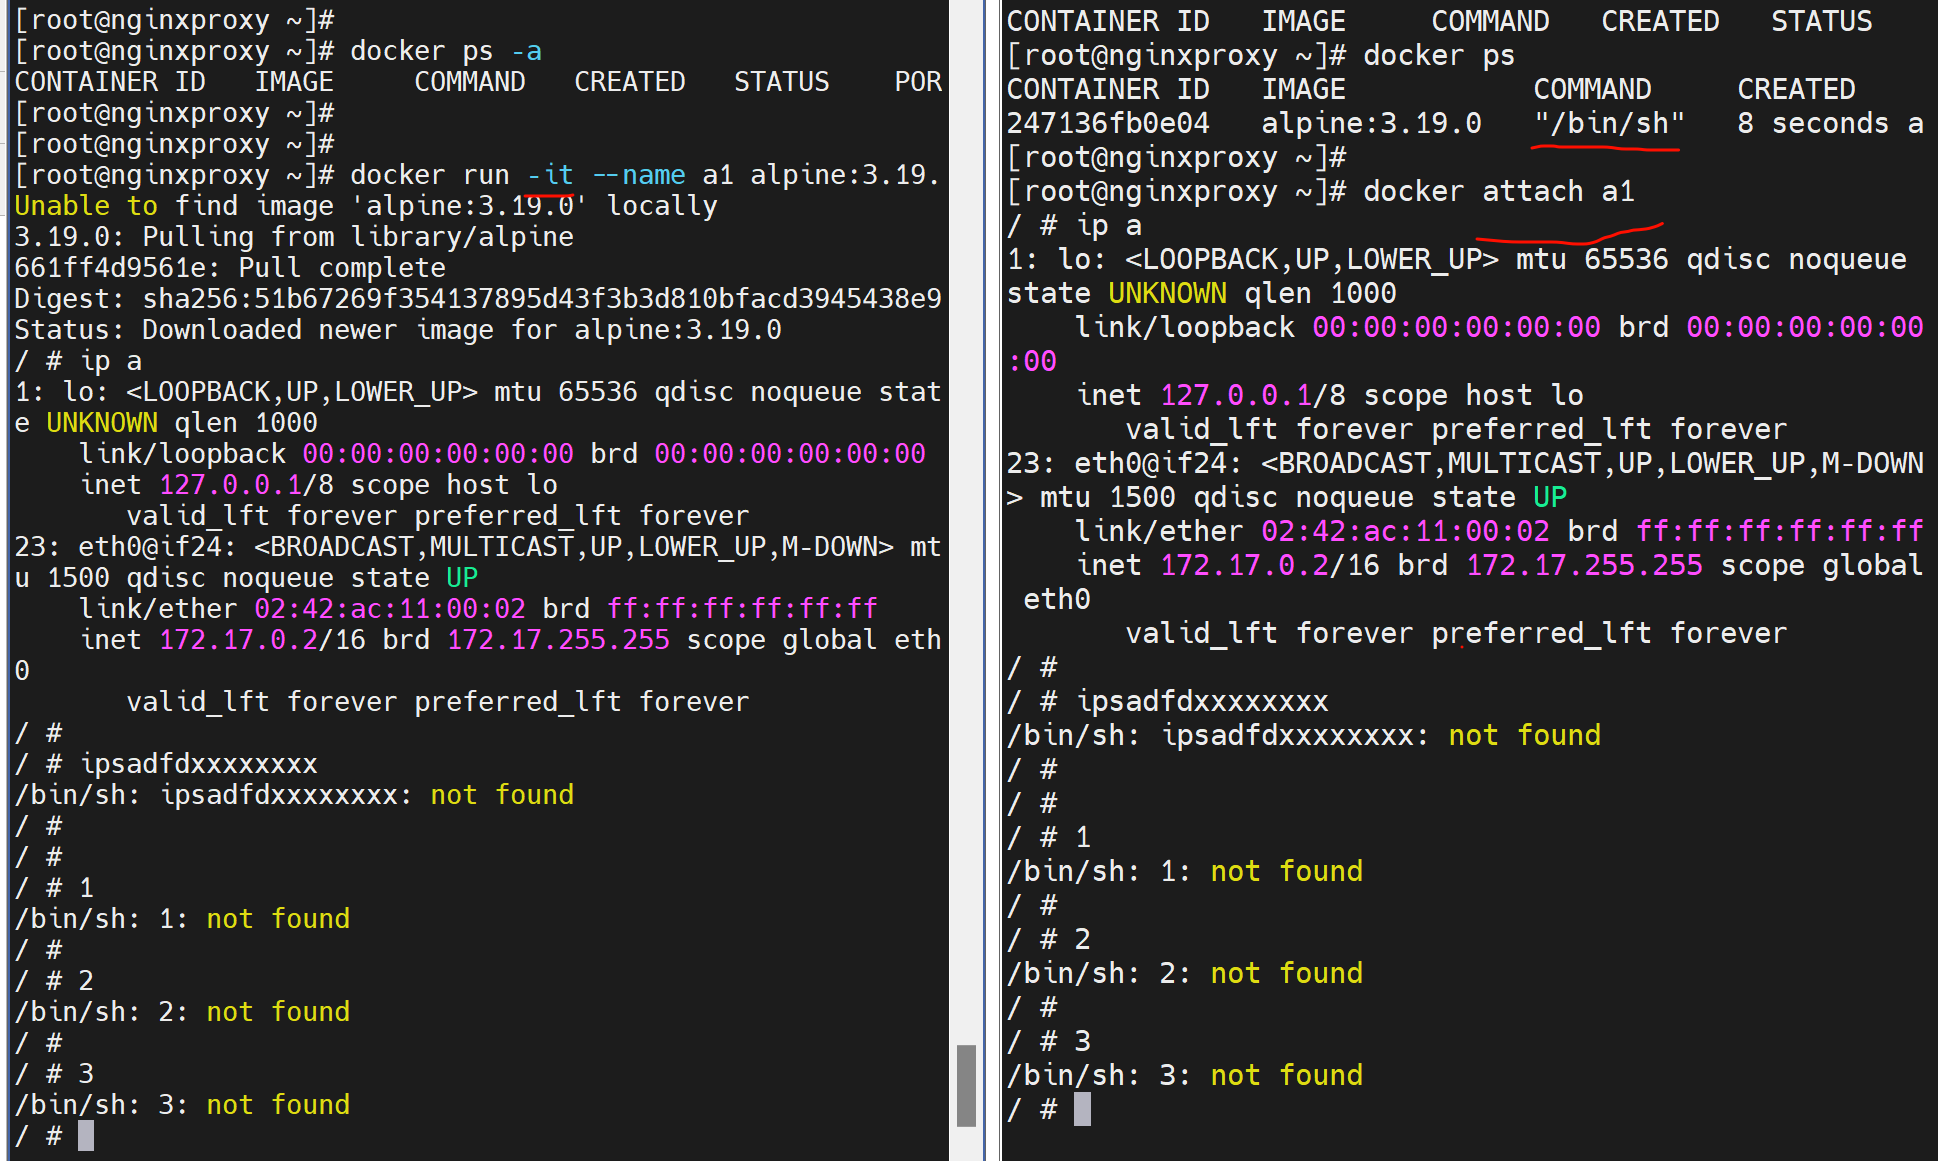 [root@nginxproxy ~]#
[root@nginxproxy ~]# docker ps -a
CONTAINER ID   IMAGE     COMMAND   CREATED   STATUS    POR
[root@nginxproxy ~]#
[root@nginxproxy ~]#
[root@nginxproxy ~]# docker run -it --name a1 alpine:3.19.
Unable to find image 'alpine:3.19.0' locally
3.19.0: Pulling from library/alpine
661ff4d9561e: Pull complete
Digest: sha256:51b67269f354137895d43f3b3d810bfacd3945438e9
Status: Downloaded newer image for alpine:3.19.0
/ # ip a
1: lo: <LOOPBACK,UP,LOWER_UP> mtu 65536 qdisc noqueue stat
e UNKNOWN qlen 1000
    link/loopback 00:00:00:00:00:00 brd 00:00:00:00:00:00
    inet 127.0.0.1/8 scope host lo
       valid_lft forever preferred_lft forever
23: eth0@if24: <BROADCAST,MULTICAST,UP,LOWER_UP,M-DOWN> mt
u 1500 qdisc noqueue state UP
    link/ether 02:42:ac:11:00:02 brd ff:ff:ff:ff:ff:ff
    inet 172.17.0.2/16 brd 172.17.255.255 scope global eth
0
       valid_lft forever preferred_lft forever
/ #
/ # ipsadfdxxxxxxxx
/bin/sh: ipsadfdxxxxxxxx: not found
/ #
/ #
/ # 1
/bin/sh: 1: not found
/ #
/ # 2
/bin/sh: 2: not found
/ #
/ # 3
/bin/sh: 3: not found
/ #
CONTAINER ID   IMAGE     COMMAND   CREATED   STATUS
[root@nginxproxy ~]# docker ps
CONTAINER ID   IMAGE           COMMAND     CREATED
247136fb0e04   alpine:3.19.0   "/bin/sh"   8 seconds a
[root@nginxproxy ~]#
[root@nginxproxy ~]# docker attach a1
/ # ip a
1: lo: <LOOPBACK,UP,LOWER_UP> mtu 65536 qdisc noqueue
state UNKNOWN qlen 1000
    link/loopback 00:00:00:00:00:00 brd 00:00:00:00:00
:00
    inet 127.0.0.1/8 scope host lo
       valid_lft forever preferred_lft forever
23: eth0@if24: <BROADCAST,MULTICAST,UP,LOWER_UP,M-DOWN
> mtu 1500 qdisc noqueue state UP
    link/ether 02:42:ac:11:00:02 brd ff:ff:ff:ff:ff:ff
    inet 172.17.0.2/16 brd 172.17.255.255 scope global
 eth0
       valid_lft forever preferred_lft forever
/ #
/ # ipsadfdxxxxxxxx
/bin/sh: ipsadfdxxxxxxxx: not found
/ #
/ #
/ # 1
/bin/sh: 1: not found
/ #
/ # 2
/bin/sh: 2: not found
/ #
/ # 3
/bin/sh: 3: not found
/ #